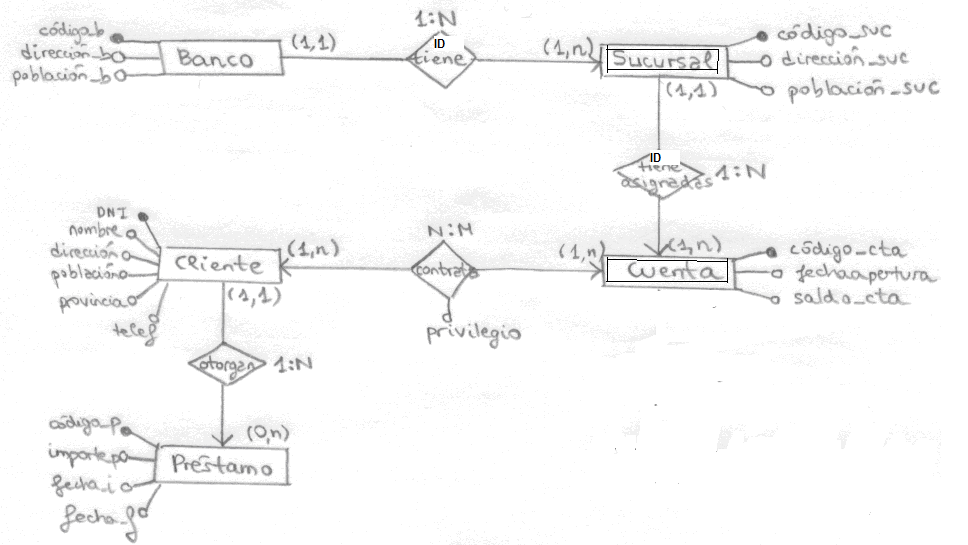 1:N
código_b
dirección_b
población_b
Banco
(1,1)
ID
tiene
(1,n)
Sucursal
código_suc
dirección_suc
población_suc
(1,1)
ID
tiene
asignadas
1:N
DNI
nombre
dirección
población
provincia
telef
Cliente
(1,n)
N:M
contrata
privilegio
(1,n)
(1,n)
Cuenta
código_cta
fechaapertura
saldo_cta
(1,1)
otorgan
1:N
código_p
importe_p
fecha_i
fecha_f
(0,n)
Préstamo